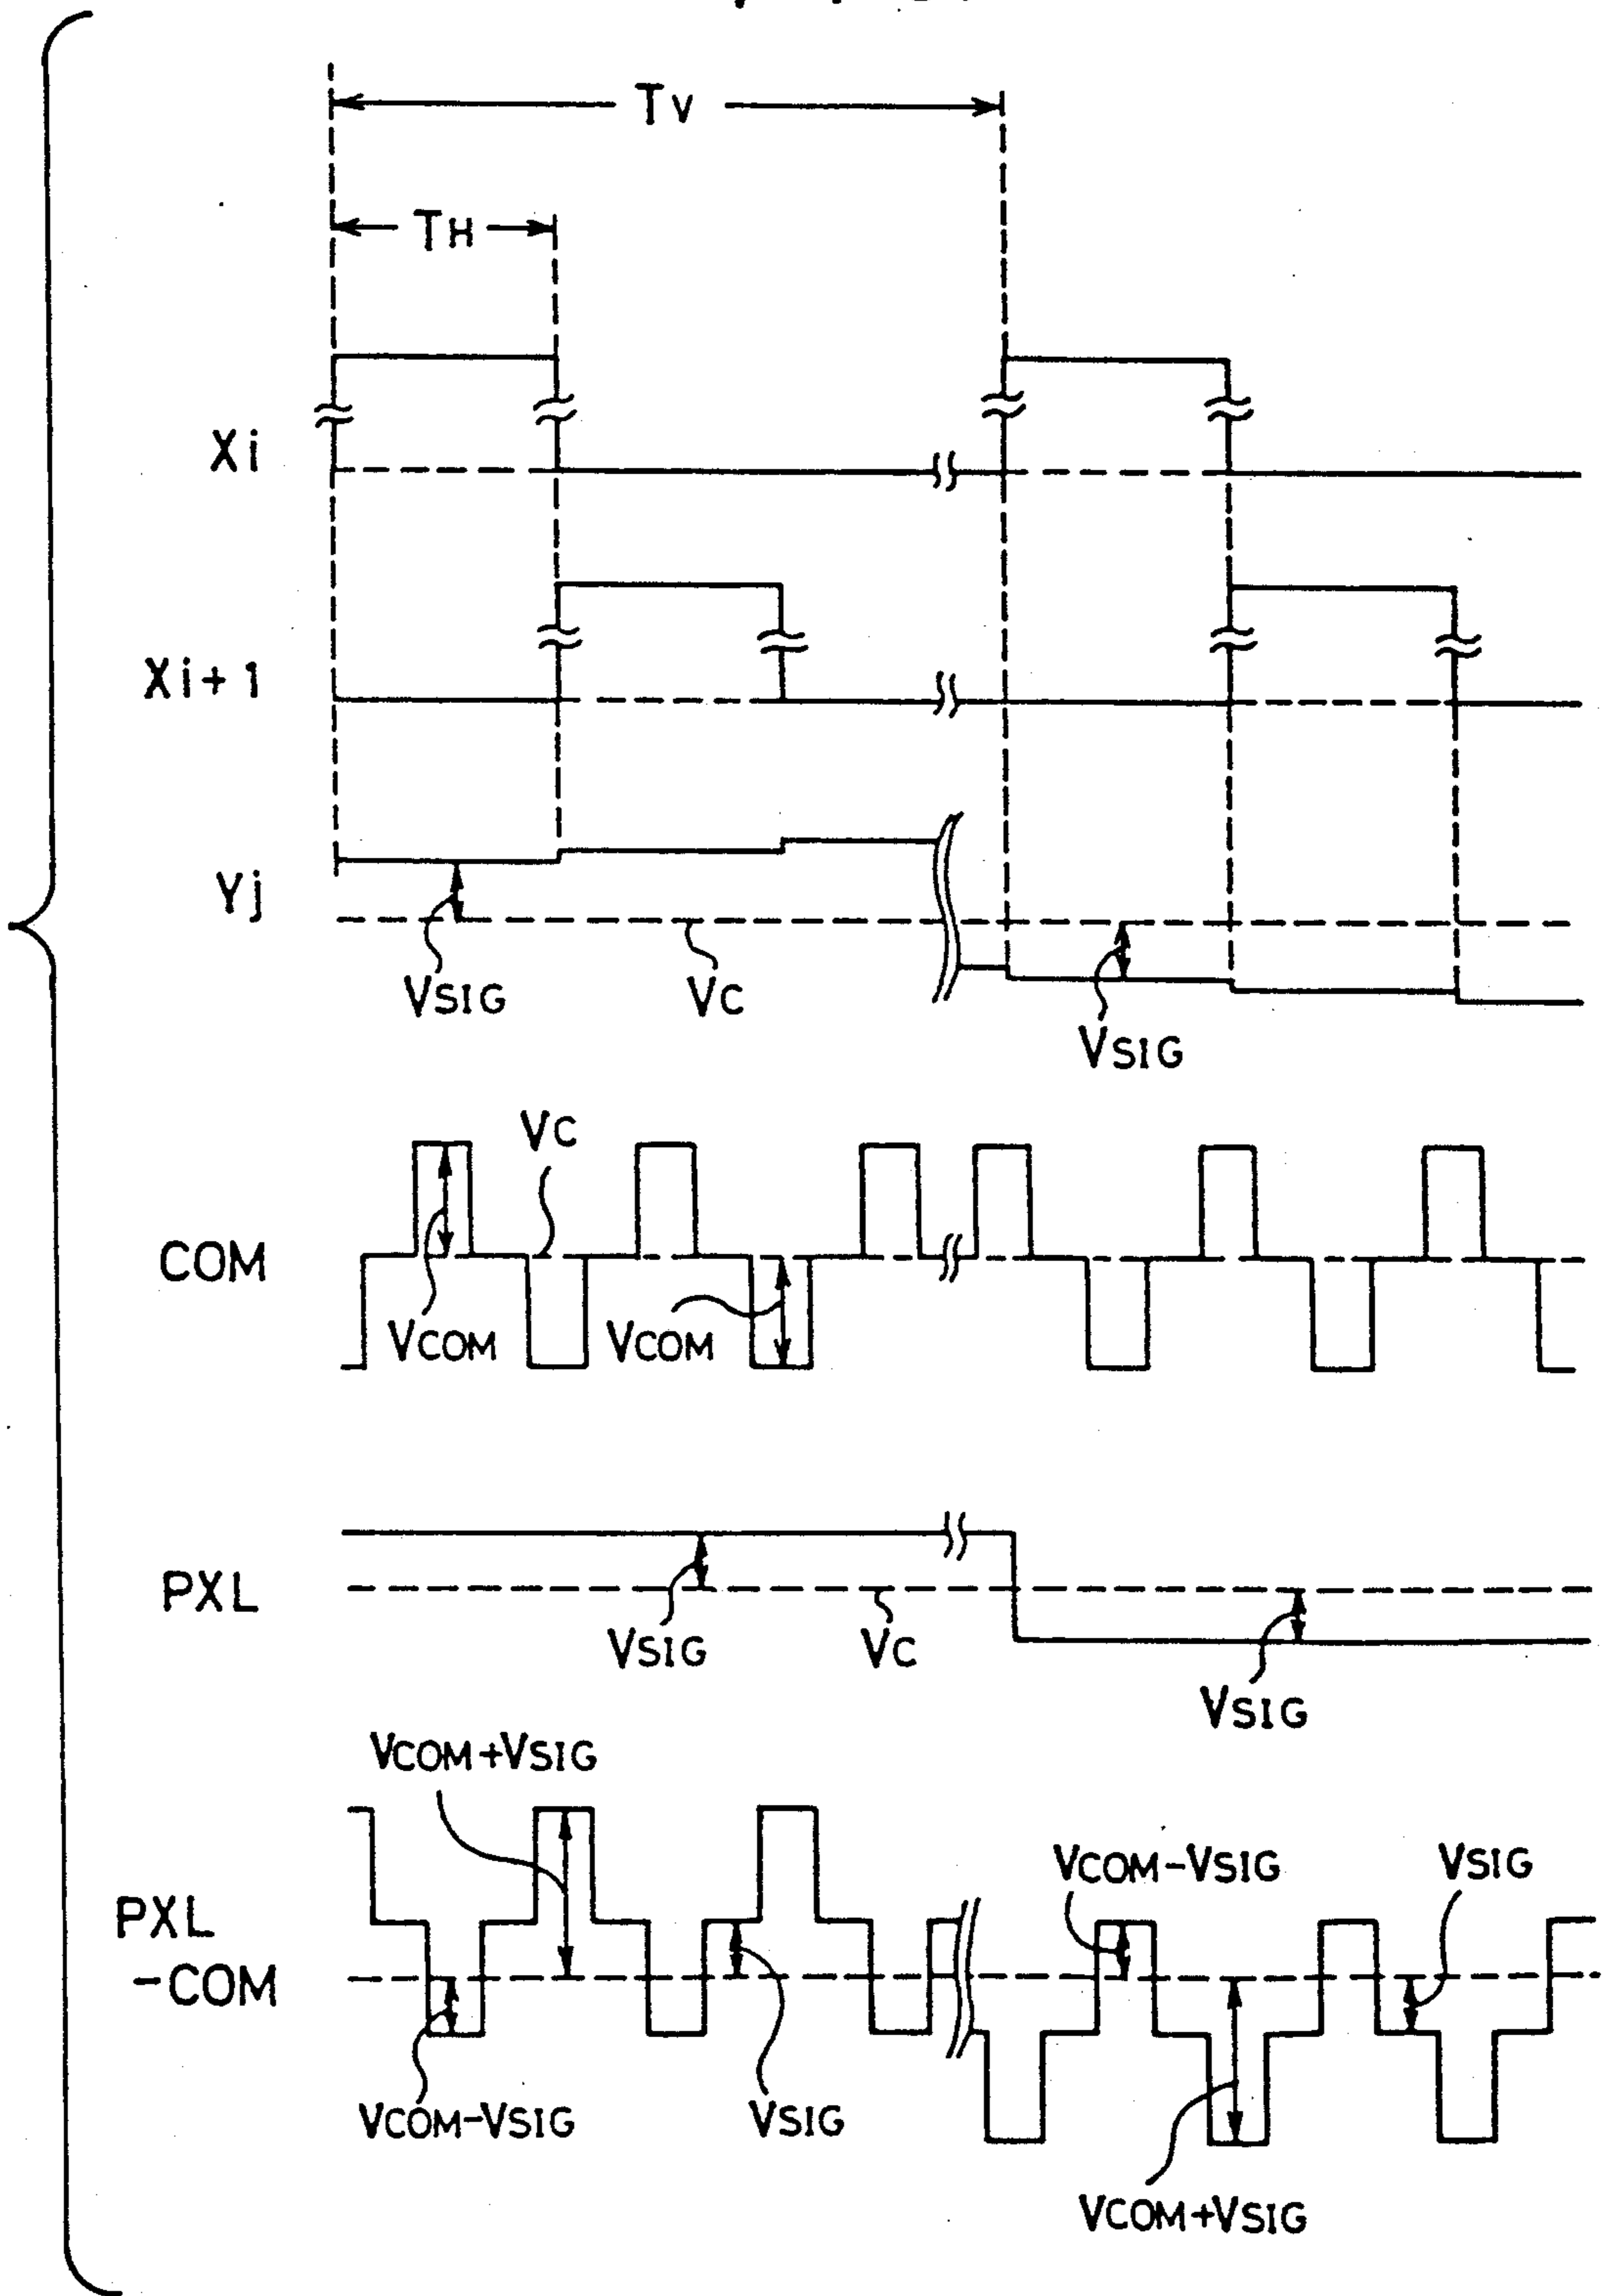 TV
TH
Xi
Xi+1
Yj
VSIG
VC
VSIG
VC
COM
VCOM
VCOM
PXL
VSIG
VC
VSIG
VCOM+VSIG
VCOM-VSIG
VSIG
PXL
-COM
VCOM-VSIG
VSIG
VCOM+VSIG